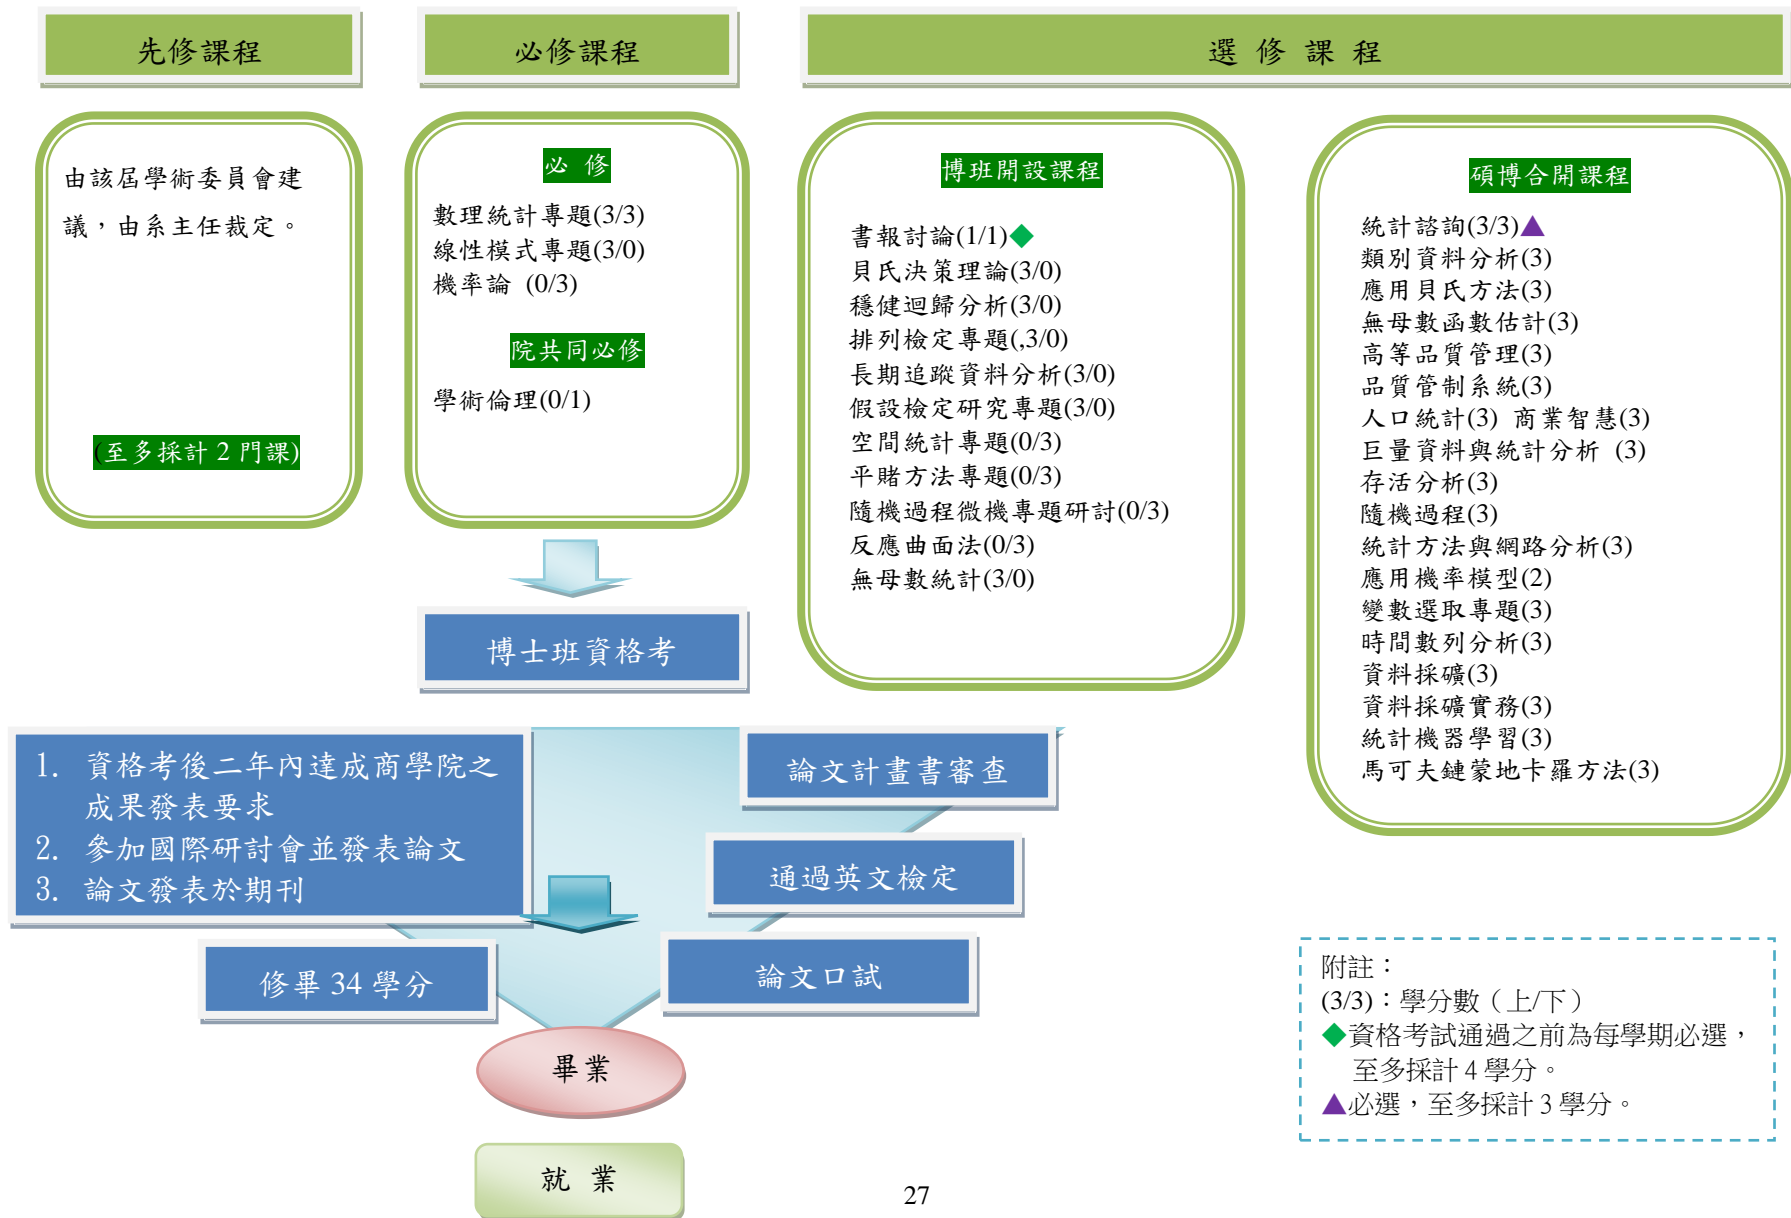 先修課程
必修課程
選 修 課 程
由該屆學術委員會建
議，由系主任裁定。
(至多採計 2 門課)
必 修
數理統計專題(3/3)
線性模式專題(3/0)
機率論 (0/3)
院共同必修
學術倫理(0/1)
博班開設課程
書報討論(1/1)◆
貝氏決策理論(3/0)
穩健迴歸分析(3/0)
排列檢定專題(,3/0)
長期追蹤資料分析(3/0)
假設檢定研究專題(3/0)
空間統計專題(0/3)
平賭方法專題(0/3)
隨機過程微機專題研討(0/3)
反應曲面法(0/3)
無母數統計(3/0)
碩博合開課程
統計諮詢(3/3)▲
類別資料分析(3)
應用貝氏方法(3)
無母數函數估計(3)
高等品質管理(3)
品質管制系統(3)
人口統計(3) 商業智慧(3)
巨量資料與統計分析 (3)
存活分析(3)
隨機過程(3)
統計方法與網路分析(3)
應用機率模型(2)
變數選取專題(3)
時間數列分析(3)
資料採礦(3)
資料採礦實務(3)
統計機器學習(3)
馬可夫鏈蒙地卡羅方法(3)
博士班資格考
1. 資格考後二年內達成商學院之
成果發表要求
2. 參加國際研討會並發表論文
3. 論文發表於期刊
論文計畫書審查
通過英文檢定
修畢 34 學分
論文口試
畢業
就 業
附註：
(3/3)：學分數（上/下）
◆資格考試通過之前為每學期必選，
至多採計 4 學分。
▲必選，至多採計 3 學分。
27